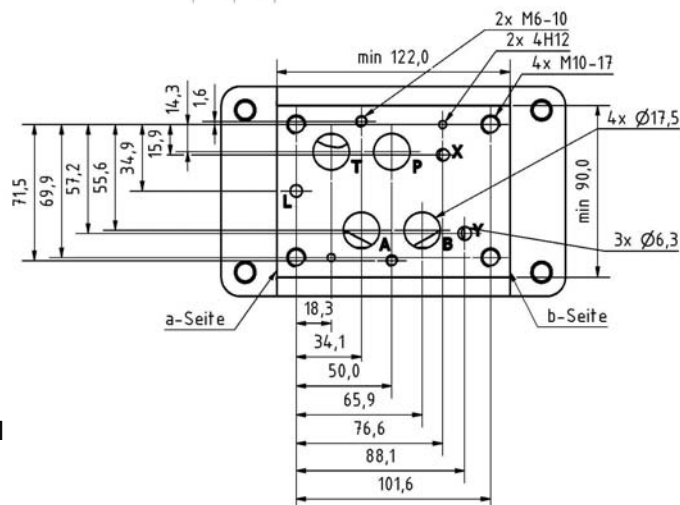 2x M6-10
2x 4H12
4x M10-17
min 122,0
14,3
1,6
15,9
34,9
55,6
57,2
69,9
71,5
4x Ø17,5
min 90,0
3x Ø6,3
T
P
X
L
A
B
Y
a-Seite
b-Seite
18,3
34,1
50,0
65,9
76,6
88,1
101,6